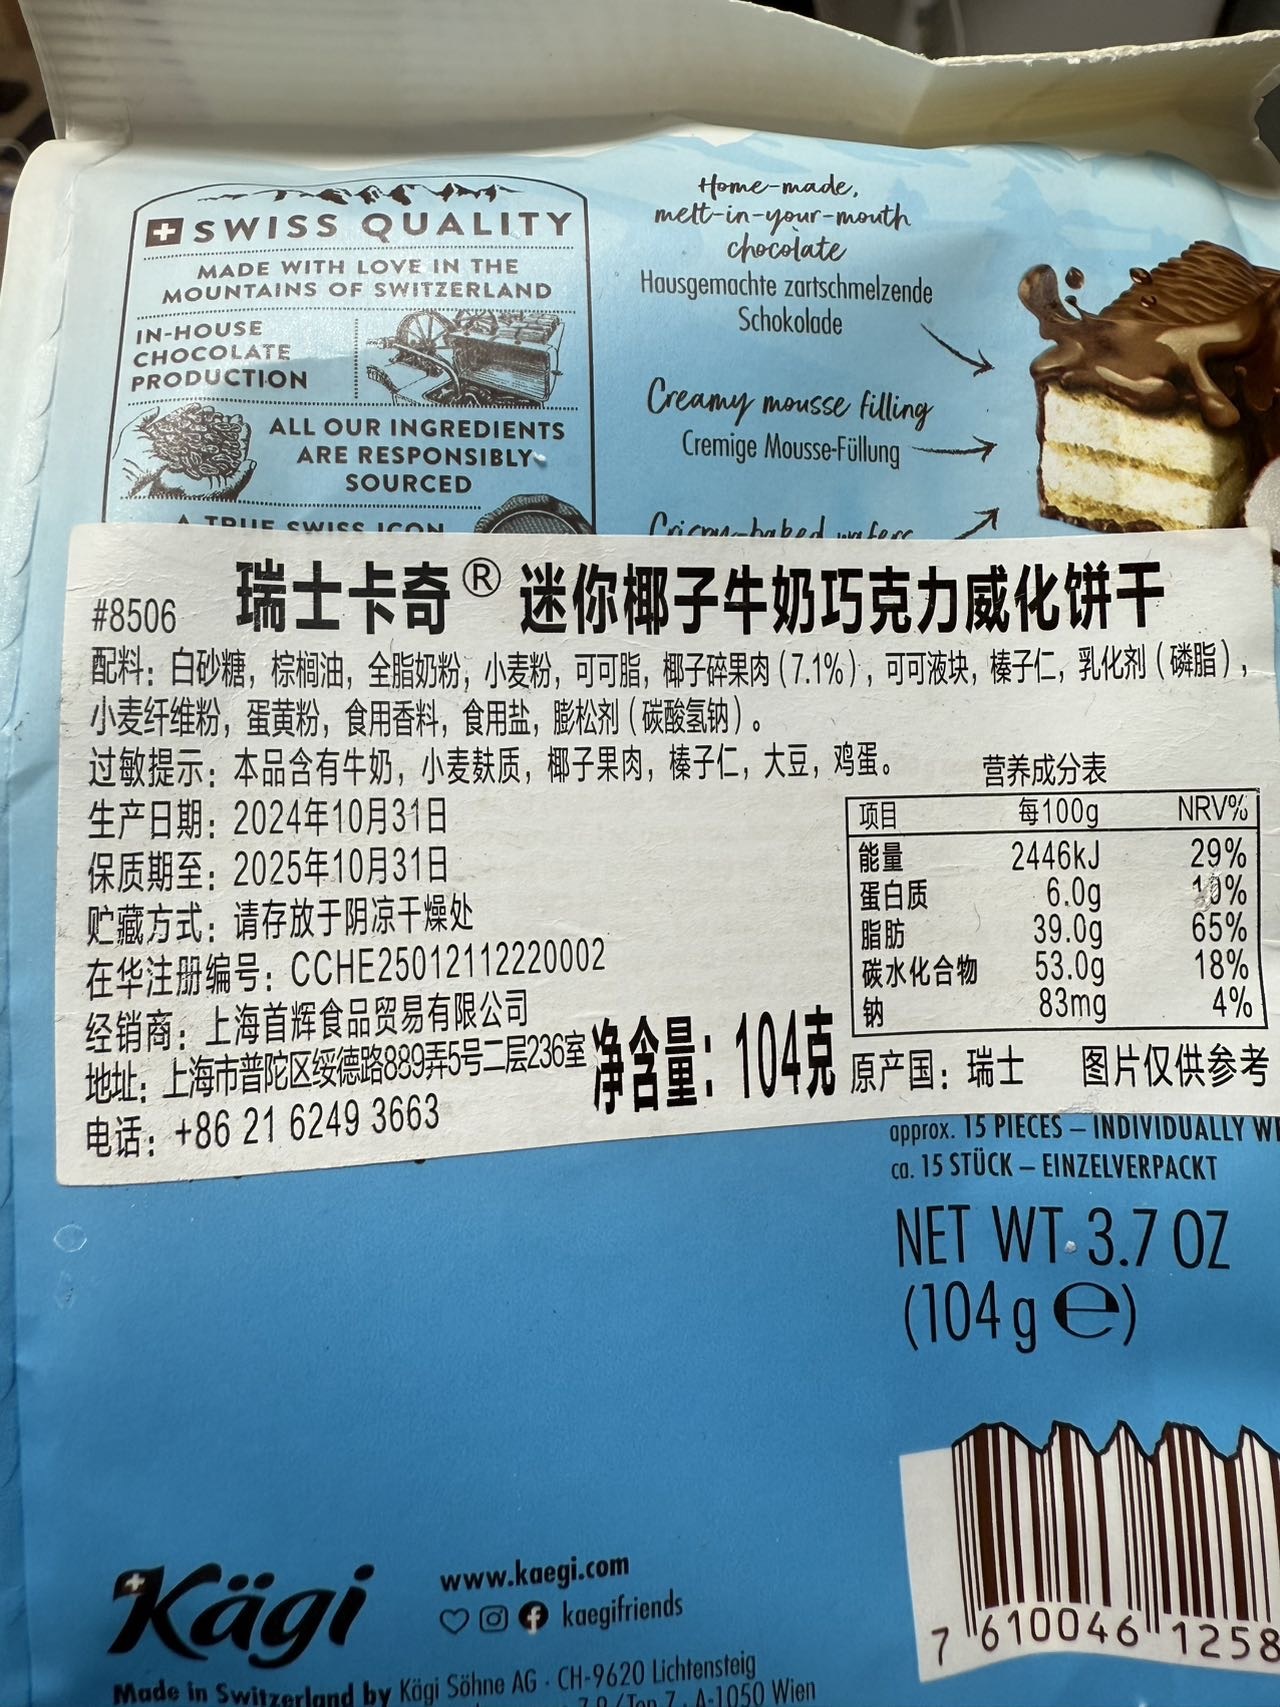 SWISS QUALITY
MADE WITH LOVE IN THE
MOUNTAINS OF SWITZERLAND
IN-HOUSE
CHOCOLATE
PRODUCTION
ALL OUR INGREDIENTS
ARE RESPONSIBLY
SOURCED
A TRUE SWISS ICON
Home-made,
melt-in-your-mouth
chocolate
Hausgemachte zartschmelzende
Schokolade
Creamy mousse filling
Cremige Mousse-Füllung
Crispy-baked wafers
#8506 瑞士卡奇® 迷你椰子牛奶巧克力威化饼干
配料：白砂糖，棕榈油，全脂奶粉，小麦粉，可可脂，椰子碎果肉（7.1%），可可液块，榛子仁，乳化剂（磷脂），
小麦纤维粉，蛋黄粉，食用香料，食用盐，膨松剂（碳酸氢钠）。
过敏提示：本品含有牛奶，小麦麸质，椰子果肉，榛子仁，大豆，鸡蛋。
生产日期：2024年10月31日
保质期至：2025年10月31日
贮藏方式：请存放于阴凉干燥处
在华注册编号：CCHE25012112220002
经销商：上海首辉食品贸易有限公司
地址：上海市普陀区绥德路889弄5号二层236室
电话：+86 21 6249 3663
净含量：104克
营养成分表
项目 每100g NRV%
能量 2446kJ 29%
蛋白质 6.0g 10%
脂肪 39.0g 65%
碳水化合物 53.0g 18%
钠 83mg 4%
原产国：瑞士 图片仅供参考
approx. 15 PIECES – INDIVIDUALLY
ca. 15 STÜCK – EINZELVERPACKT
NET WT. 3.7 OZ
(104 g ℮)
Kägi
www.kaegi.com
kaegifriends
Made in Switzerland by Kägi Söhne AG · CH-9620 Lichtensteig
A-1050 Wien
7 610046 1258